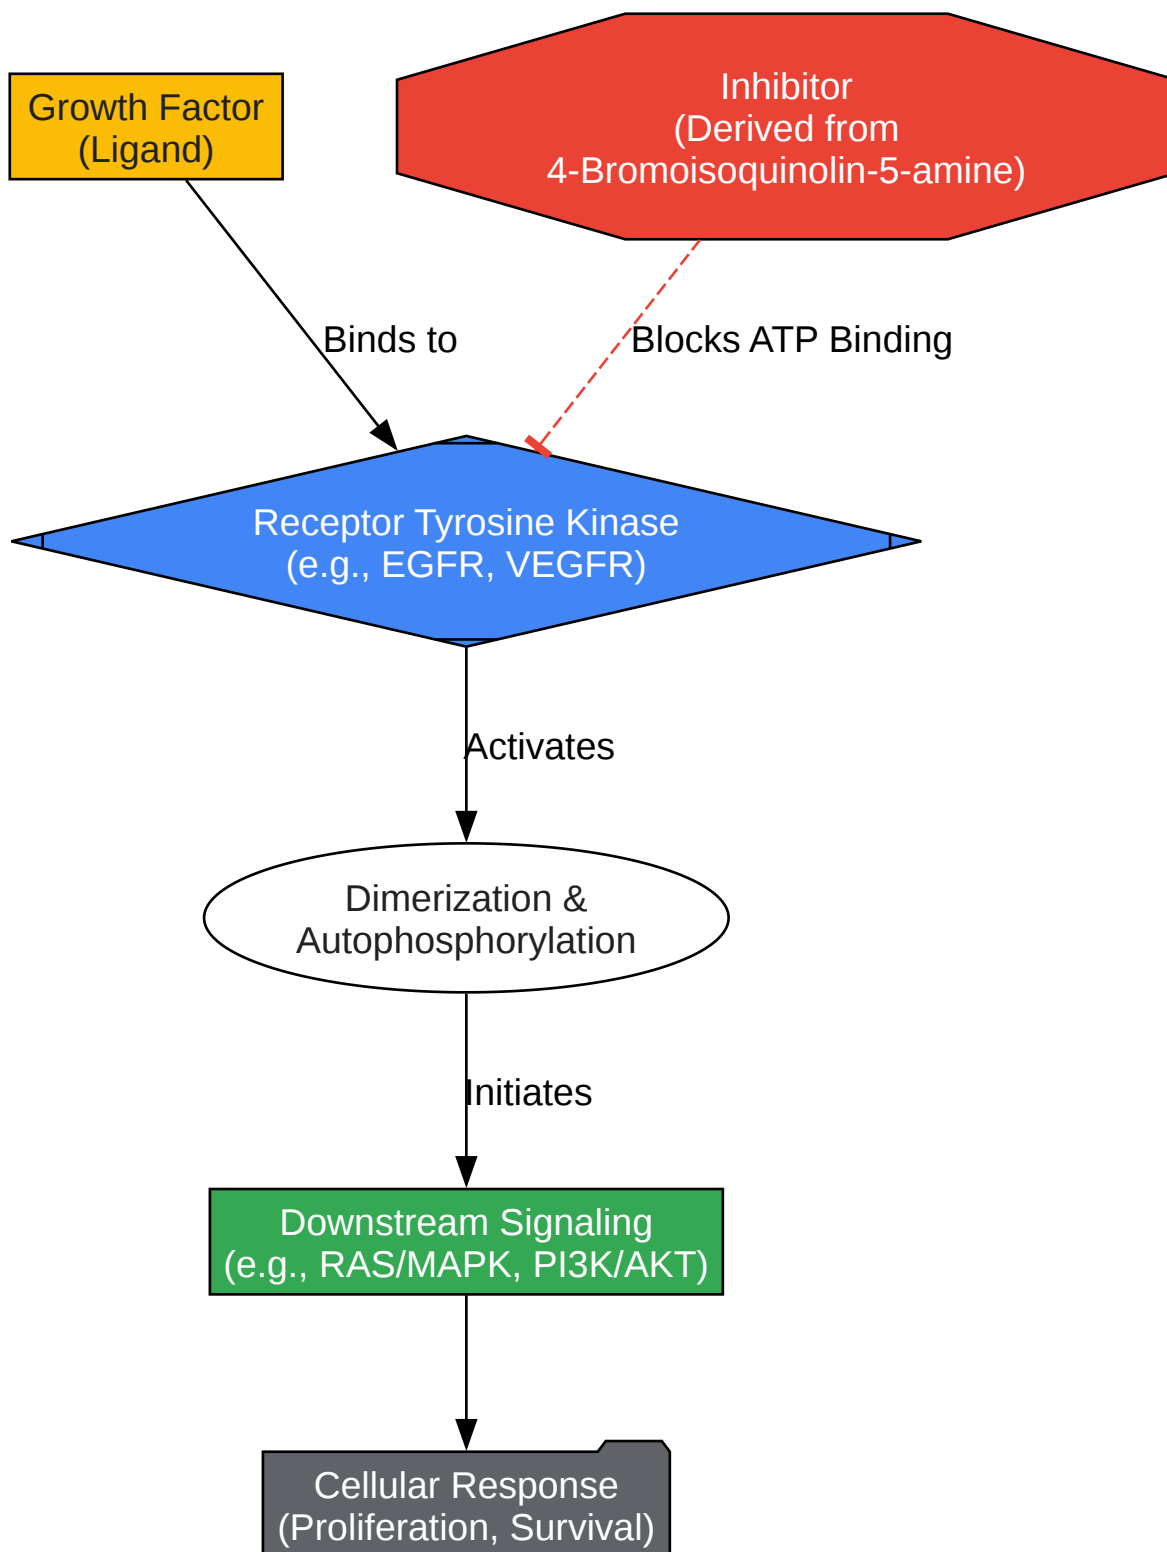 Growth Factor
(Ligand)
Inhibitor
(Derived from
4-Bromoisoquinolin-5-amine)
Binds to
Blocks ATP Binding
Receptor Tyrosine Kinase
(e.g., EGFR, VEGFR)
Activates
Dimerization &
Autophosphorylation
Initiates
Downstream Signaling
(e.g., RAS/MAPK, PI3K/AKT)
Cellular Response
(Proliferation, Survival)